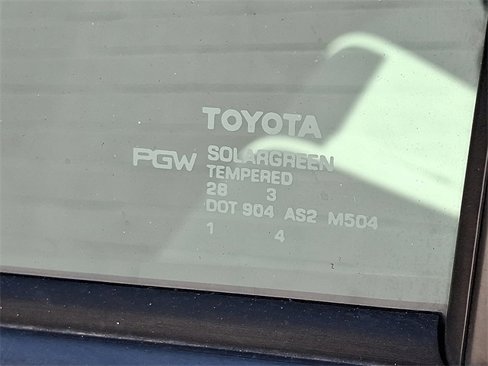 TOYOTA
PGW SOLARGREEN
TEMPERED
28 3
DOT 904 AS2 M504
1 4